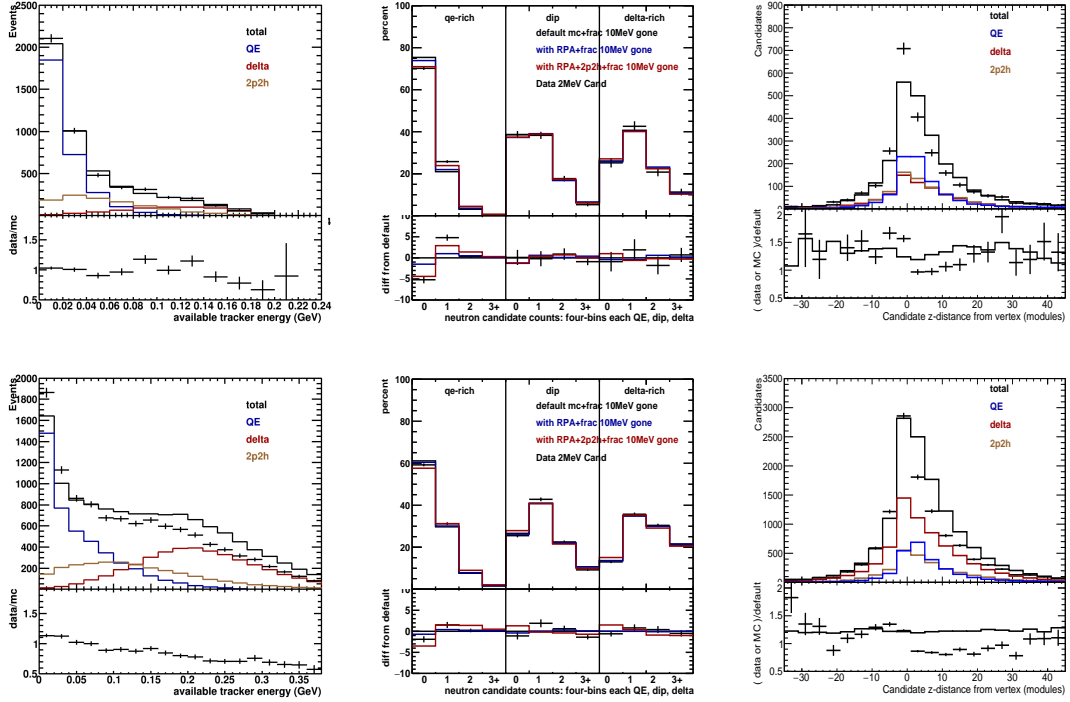 Events
2500
2000
1500
1000
500
0
total
QE
delta
2p2h
data/mc
1.5
1
0.5
0 0.02 0.04 0.06 0.08 0.1 0.12 0.14 0.16 0.18 0.2 0.22 0.24
available tracker energy (GeV)
percent
100
80
60
40
20
qe-rich dip delta-rich
default mc+frac 10MeV gone
with RPA+frac 10MeV gone
with RPA+2p2h+frac 10MeV gone
Data 2MeV Cand
diff from default
10
5
0
−5
−10
0 1 2 3+ 0 1 2 3+ 0 1 2 3+
neutron candidate counts: four-bins each QE, dip, delta
Candidates
900
800
700
600
500
400
300
200
100
0
total
QE
delta
2p2h
( data or MC )/default
2
1.5
1
0.5
−30 −20 −10 0 10 20 30 40
Candidate z-distance from vertex (modules)
Events
2000
1800
1600
1400
1200
1000
800
600
400
200
total
QE
delta
2p2h
data/mc
1.5
1
0.5
0 0.05 0.1 0.15 0.2 0.25 0.3 0.35
available tracker energy (GeV)
percent
100
80
60
40
20
qe-rich dip delta-rich
default mc+frac 10MeV gone
with RPA+frac 10MeV gone
with RPA+2p2h+frac 10MeV gone
Data 2MeV Cand
diff from default
10
5
0
−5
−10
0 1 2 3+ 0 1 2 3+ 0 1 2 3+
neutron candidate counts: four-bins each QE, dip, delta
Candidates
3500
3000
2500
2000
1500
1000
500
0
total
QE
delta
2p2h
( data or MC )/default
2
1.5
1
0.5
−30 −20 −10 0 10 20 30 40
Candidate z-distance from vertex (modules)